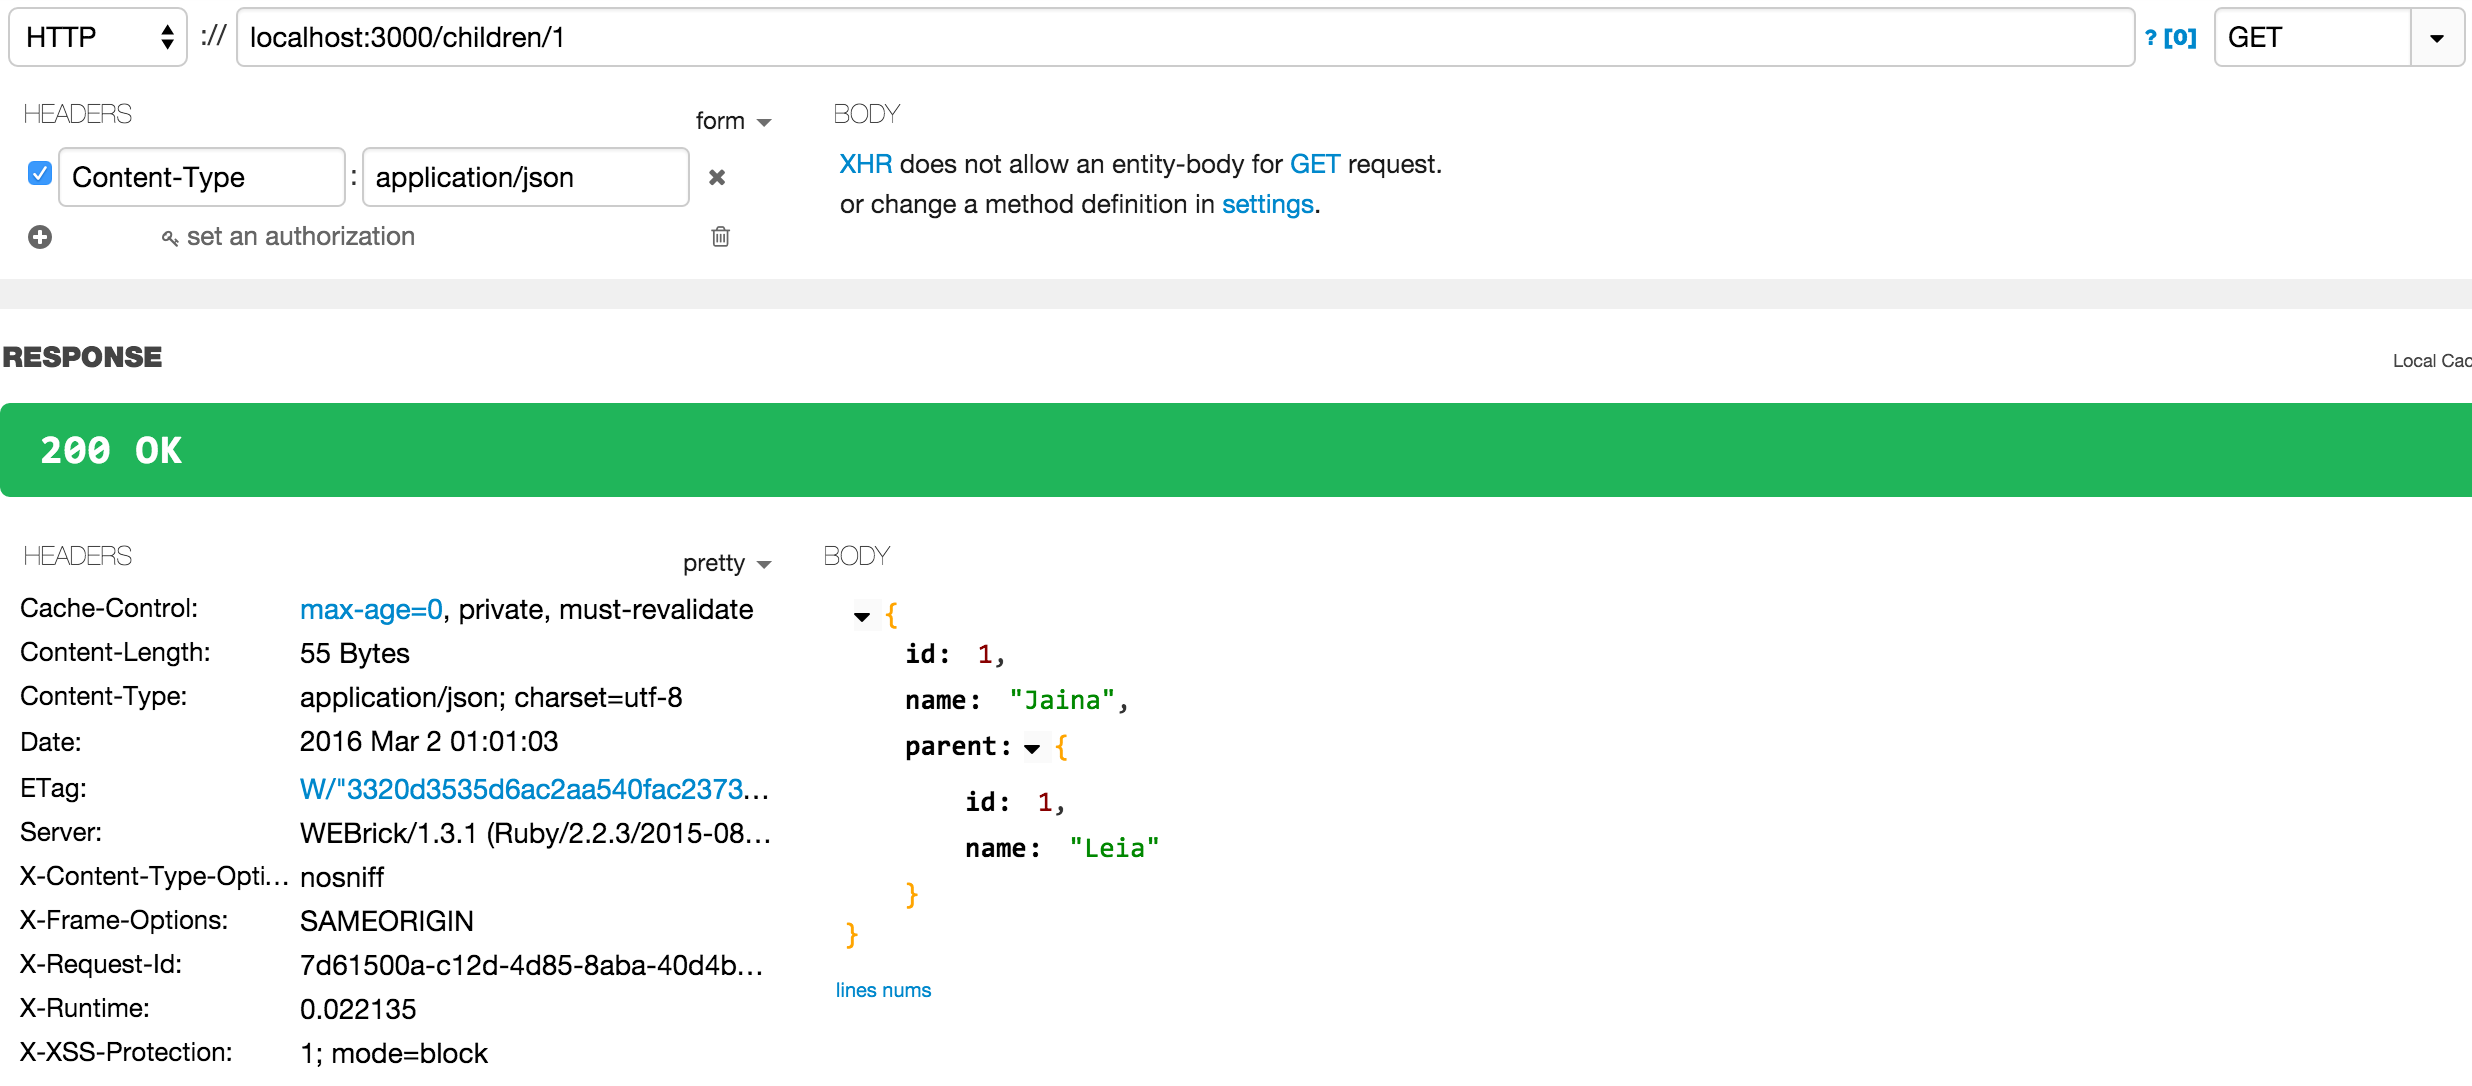 HTTP :// localhost:3000/children/1 ? [0] GET
HEADERS form BODY
Content-Type : application/json
XHR does not allow an entity-body for GET request.
or change a method definition in settings.
set an authorization
RESPONSE Local Cac
200 OK
HEADERS pretty BODY
Cache-Control: max-age=0, private, must-revalidate
Content-Length: 55 Bytes
Content-Type: application/json; charset=utf-8
Date: 2016 Mar 2 01:01:03
ETag: W/"3320d3535d6ac2aa540fac2373...
Server: WEBrick/1.3.1 (Ruby/2.2.3/2015-08...
X-Content-Type-Opti... nosniff
X-Frame-Options: SAMEORIGIN
X-Request-Id: 7d61500a-c12d-4d85-8aba-40d4b...
X-Runtime: 0.022135
X-XSS-Protection: 1; mode=block
{
id: 1,
name: "Jaina",
parent: {
id: 1,
name: "Leia"
}
}
lines nums